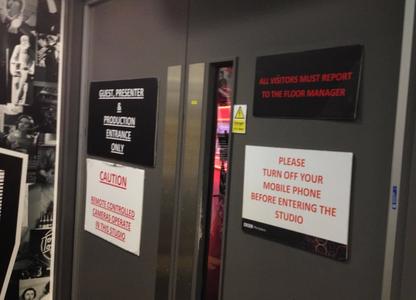 GUEST, PRESENTER
&
PRODUCTION
ENTRANCE
ONLY
CAUTION
REMOTE CONTROLLED
CAMERAS OPERATE
IN THIS STUDIO
ALL VISITORS MUST REPORT
TO THE FLOOR MANAGER
PLEASE
TURN OFF YOUR
MOBILE PHONE
BEFORE ENTERING THE
STUDIO
BBC